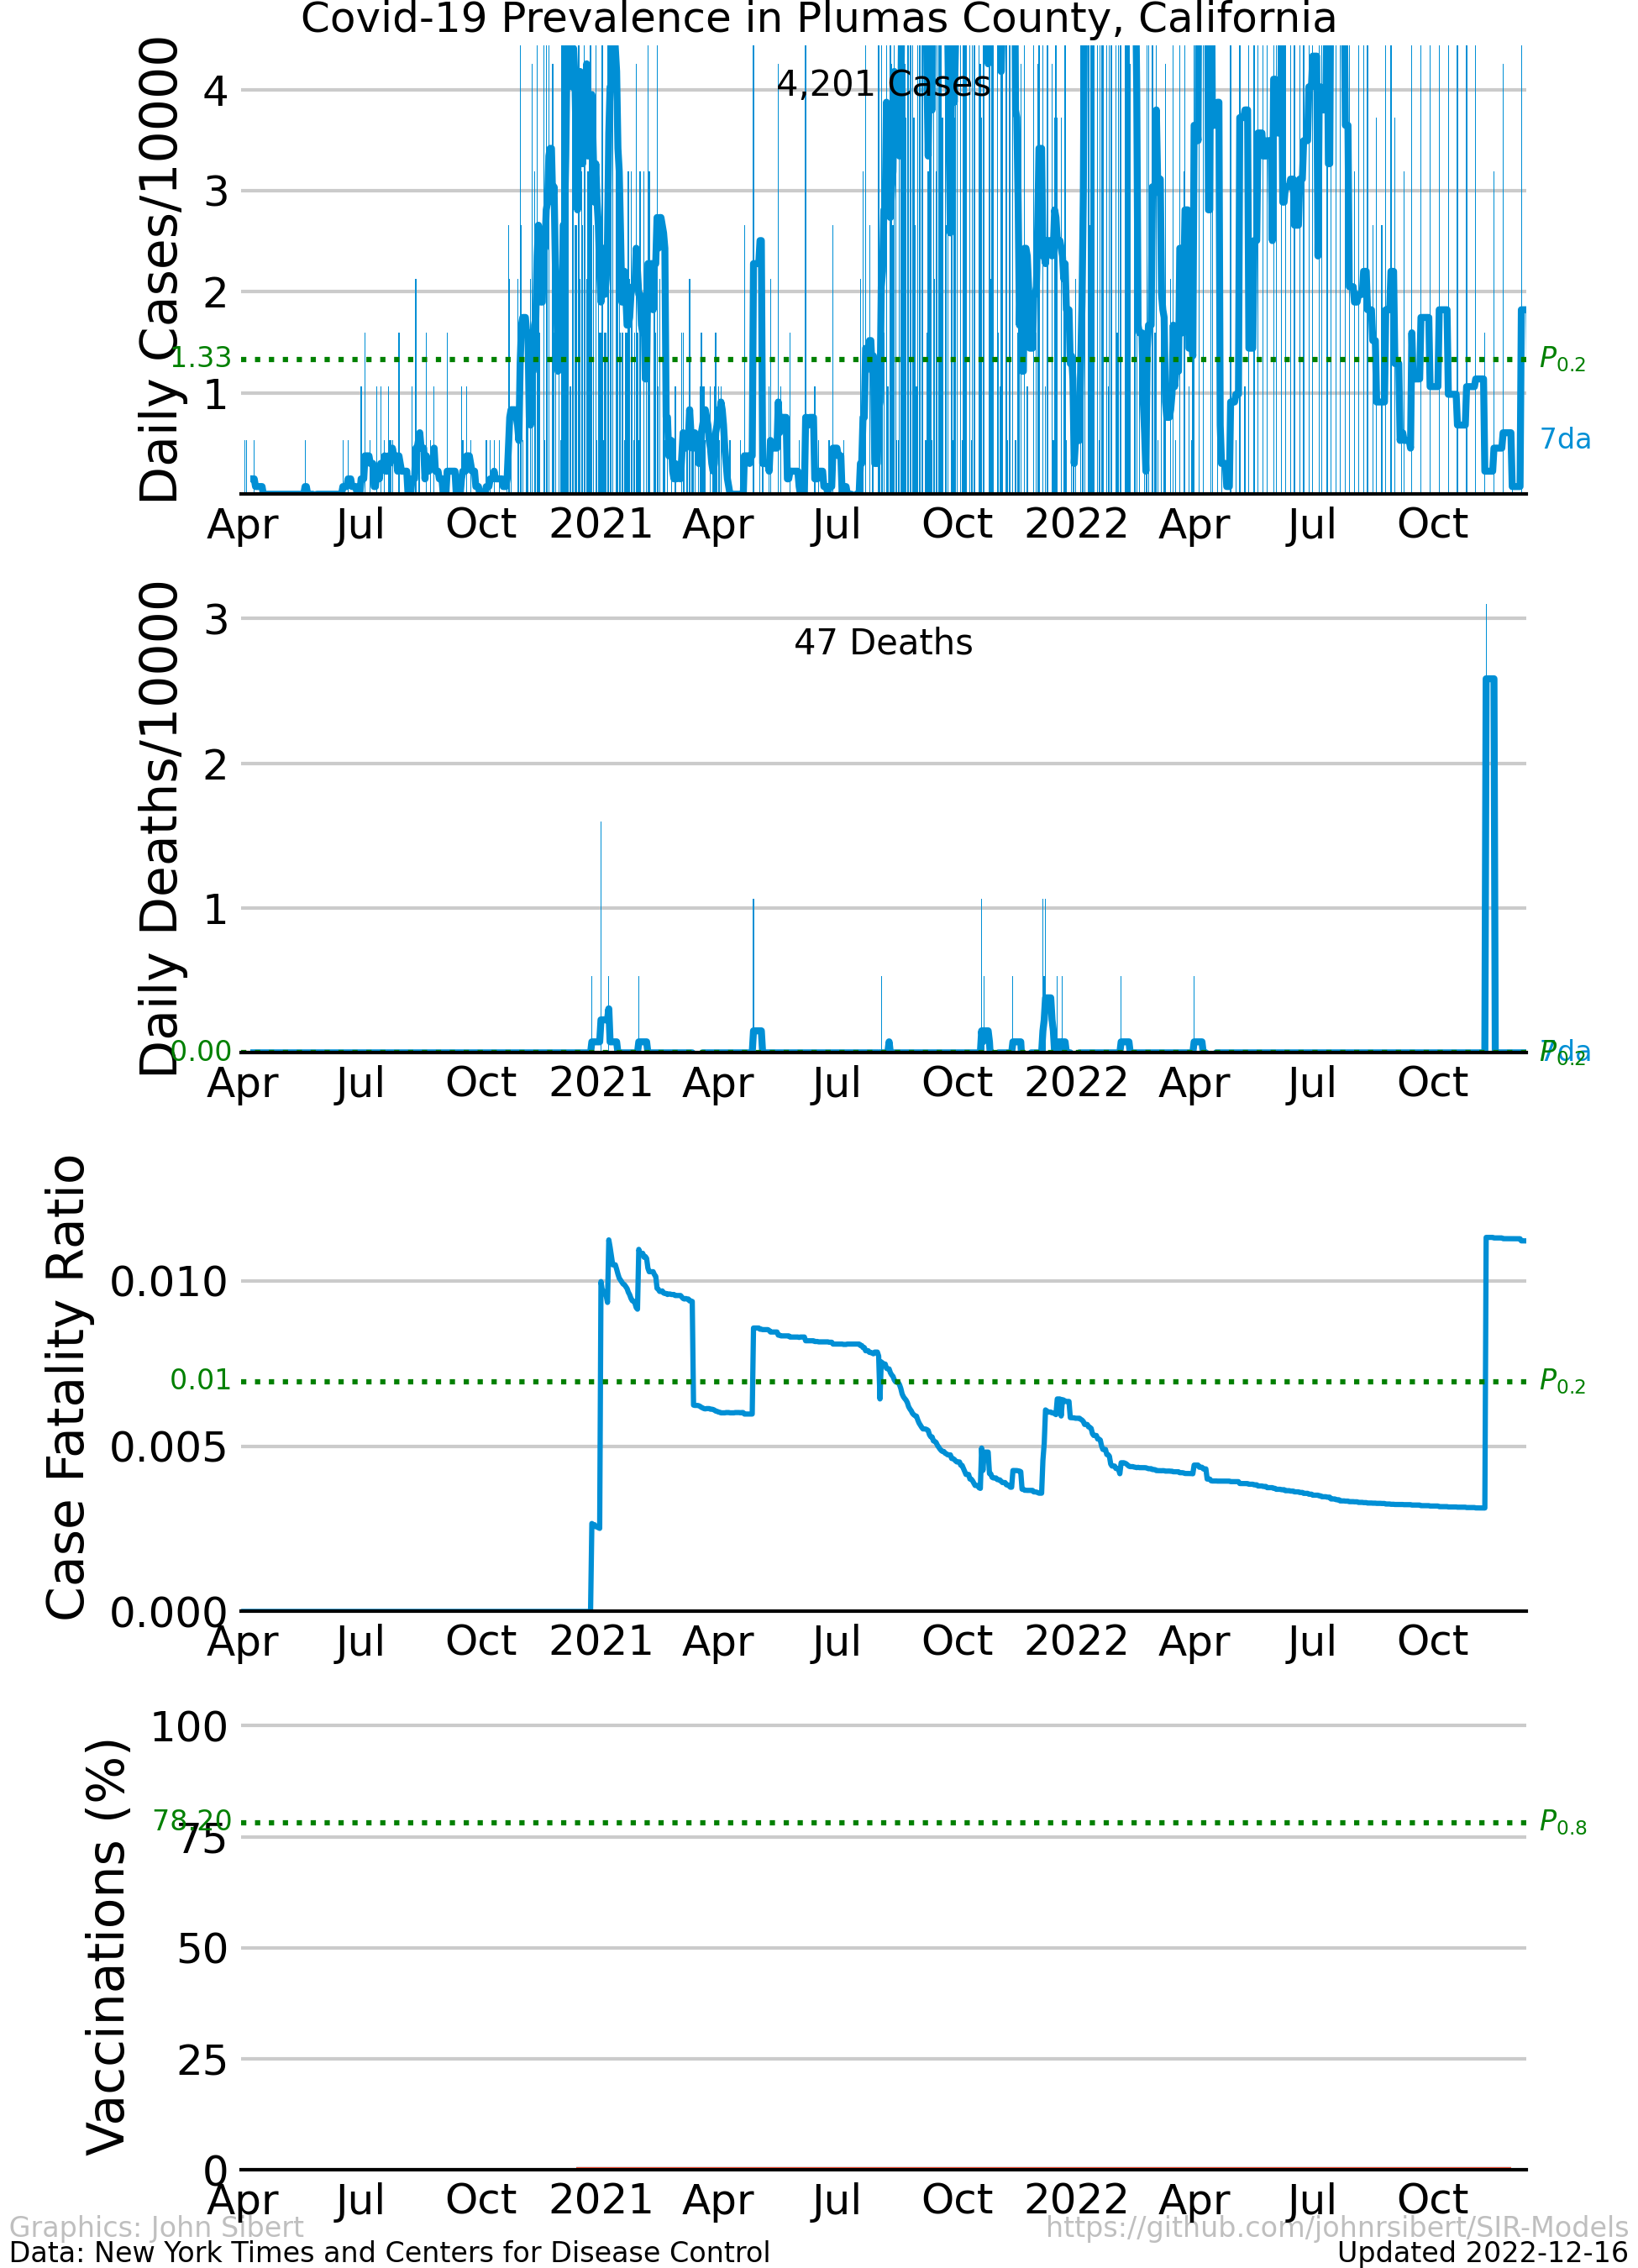 Covid-19 Prevalence in Plumas County, California
Daily Cases/10000
4
3
2
1
1.33
4,201 Cases
P0.2
7da
Apr Jul Oct 2021 Apr Jul Oct 2022 Apr Jul Oct
Daily Deaths/10000
3
2
1
0.00
47 Deaths
P0.2
7da
Apr Jul Oct 2021 Apr Jul Oct 2022 Apr Jul Oct
Case Fatality Ratio
0.010
0.01
0.005
0.000
P0.2
Apr Jul Oct 2021 Apr Jul Oct 2022 Apr Jul Oct
Vaccinations (%)
100
78.20
75
50
25
0
P0.8
Apr Jul Oct 2021 Apr Jul Oct 2022 Apr Jul Oct
Graphics: John Sibert
https://github.com/johnrsibert/SIR-Models
Data: New York Times and Centers for Disease Control
Updated 2022-12-16